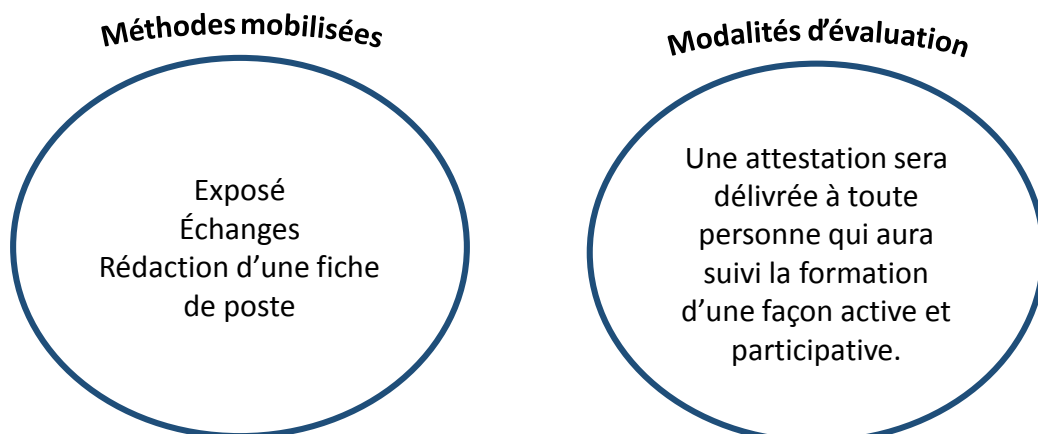 Méthodes mobilisées
Exposé
Échanges
Rédaction d’une fiche
de poste
Modalités d’évaluation
Une attestation sera
délivrée à toute
personne qui aura
suivi la formation
d’une façon active et
participative.